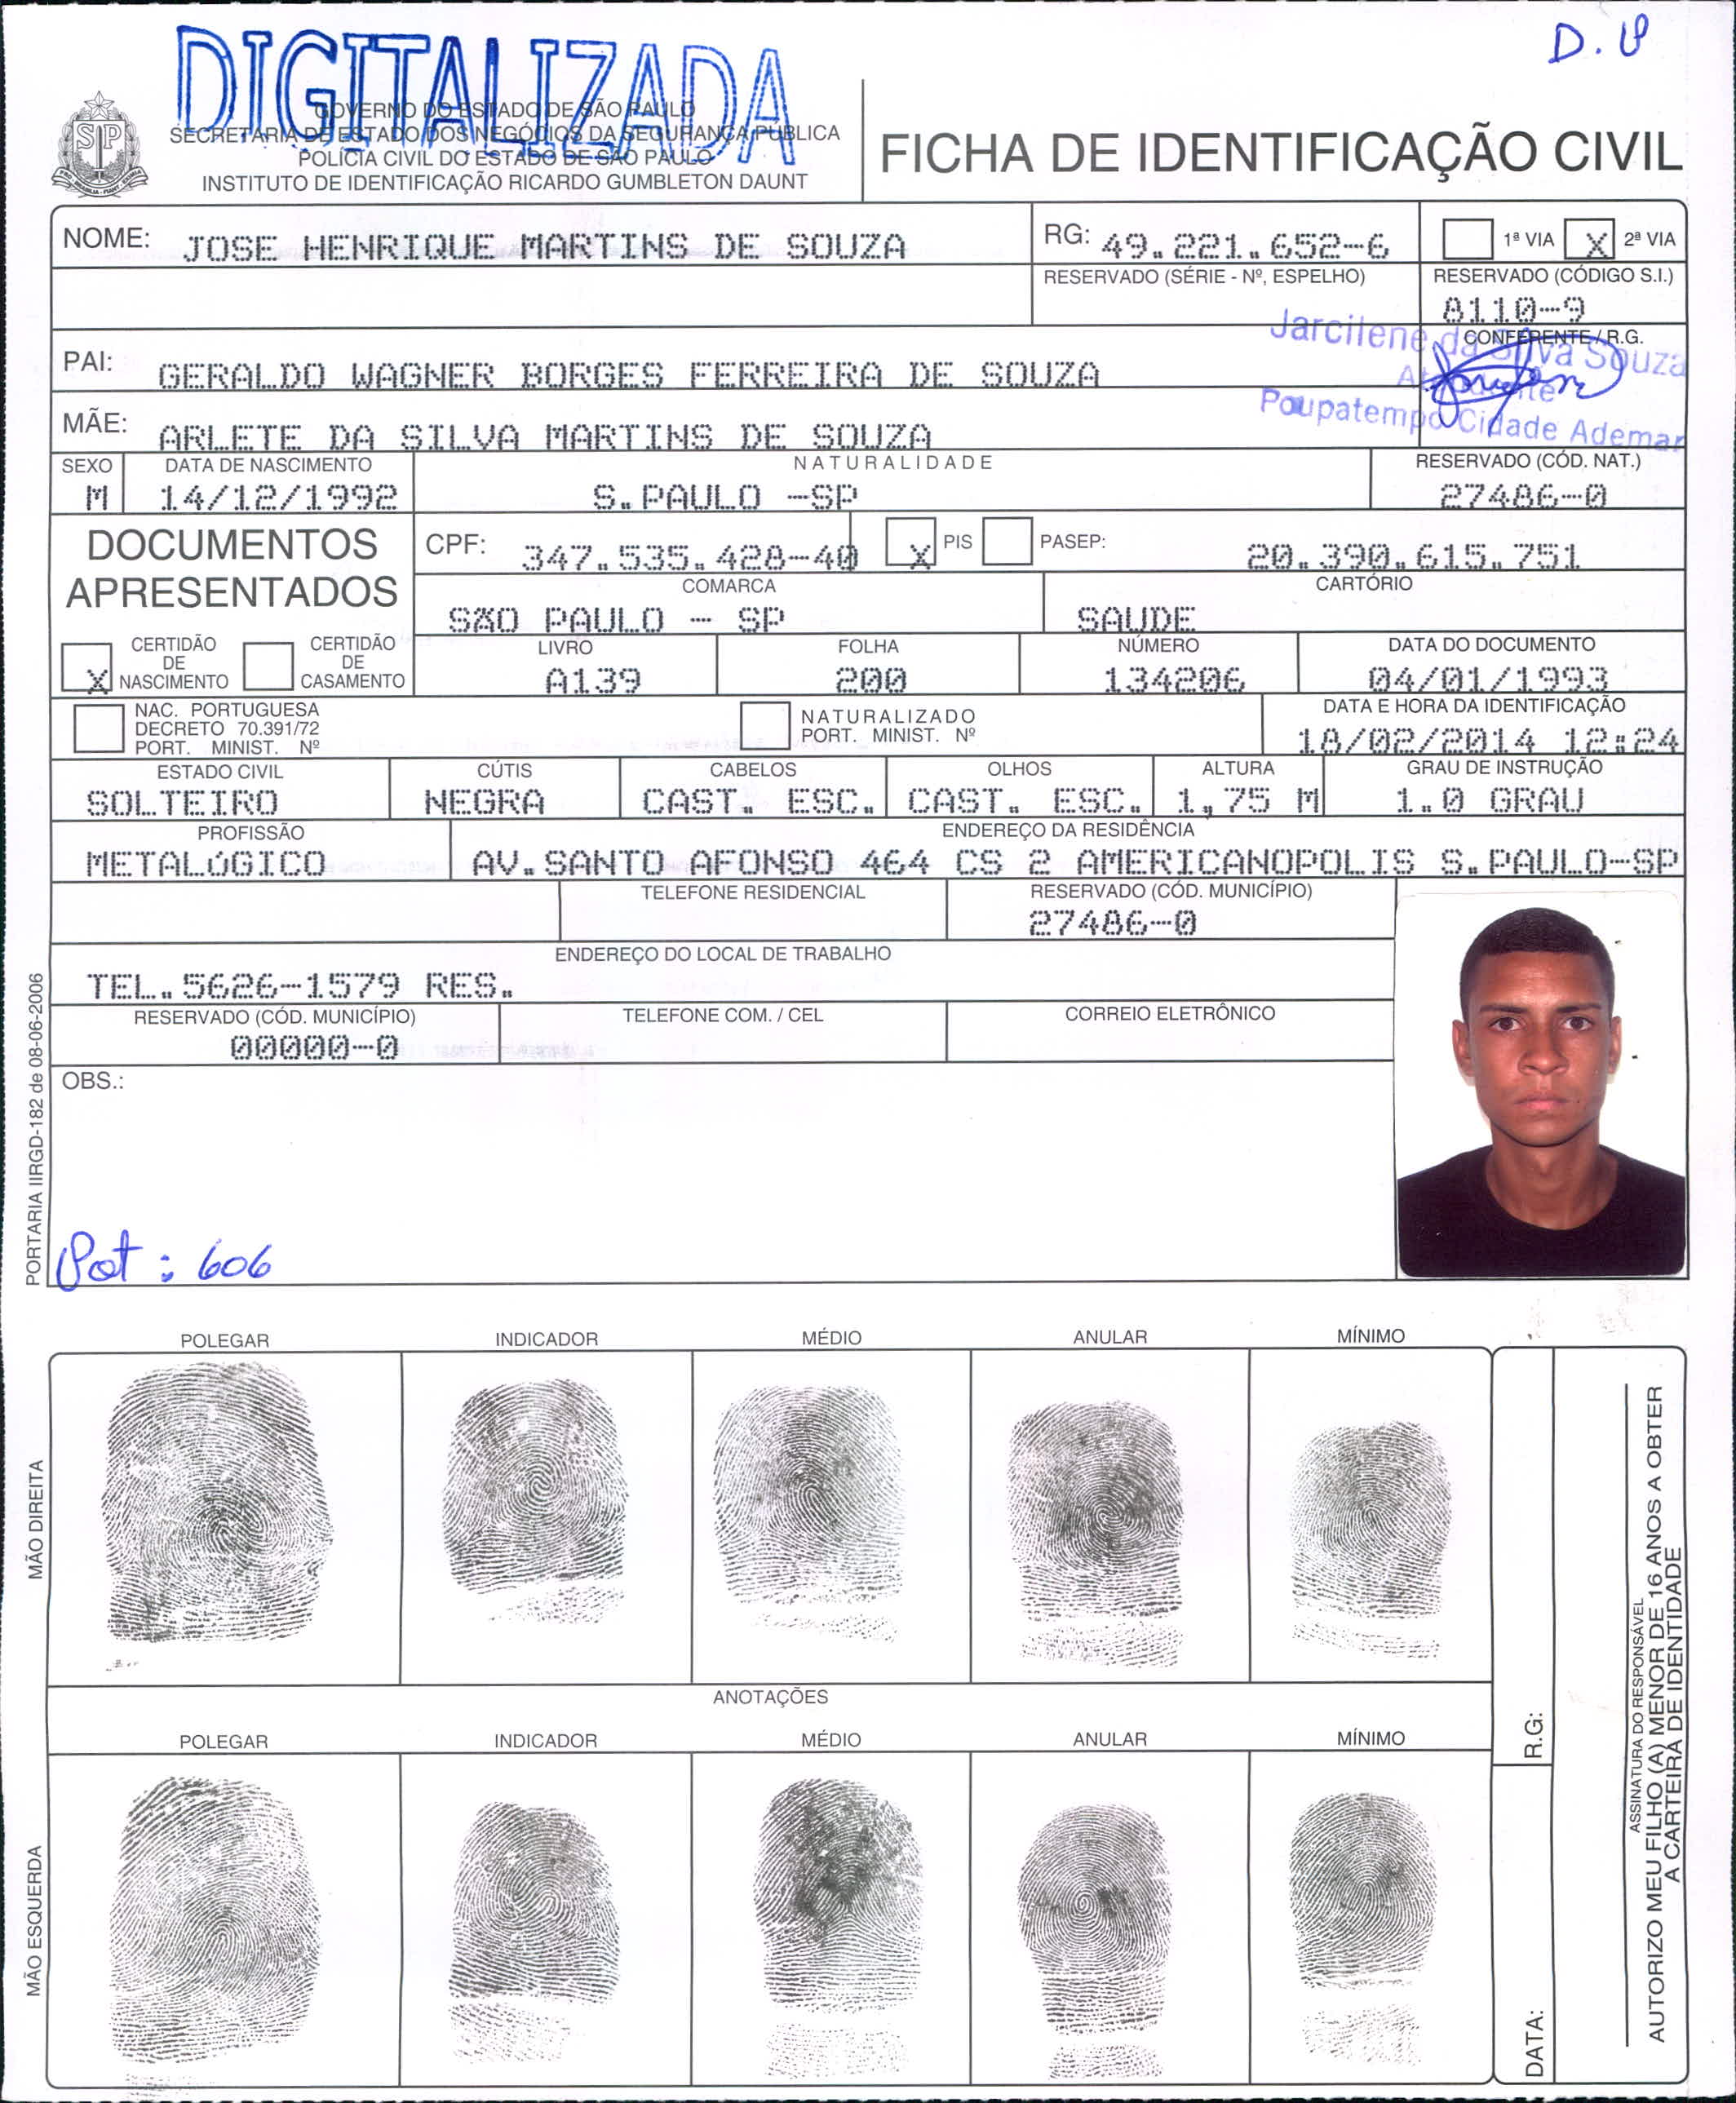 DIGITALIZADA
D.
GOVERNO DO ESTADO DE SÃO PAULO
SECRETARIA DE ESTADO DOS NEGÓCIOS DA SEGURANÇA PÚBLICA
POLÍCIA CIVIL DO ESTADO DE SÃO PAULO
INSTITUTO DE IDENTIFICAÇÃO RICARDO GUMBLETON DAUNT
SP
FICHA DE IDENTIFICAÇÃO CIVIL
NOME: JOSE HENRIQUE MARTINS DE SOUZA RG: 49.221.652-6 1ª VIA X 2ª VIA
RESERVADO (SÉRIE - Nº, ESPELHO) RESERVADO (CÓDIGO S.I.)
8110-9
CONFERENTE / R.G.
Jarcilene da Silva Souza
Atendente
Poupatempo Cidade Ademar
PAI: GERALDO WAGNER BORGES FERREIRA DE SOUZA
MÃE: ARLETE DA SILVA MARTINS DE SOUZA
SEXO DATA DE NASCIMENTO NATURALIDADE RESERVADO (CÓD. NAT.)
M 14/12/1992 S.PAULO -SP 27486-0
DOCUMENTOS APRESENTADOS
CPF: 347.535.428-40 X PIS PASEP: 20.390.615.751
COMARCA CARTÓRIO
SÃO PAULO - SP SAUDE
X CERTIDÃO DE NASCIMENTO CERTIDÃO DE CASAMENTO
LIVRO FOLHA NÚMERO DATA DO DOCUMENTO
A139 200 134206 04/01/1993
NAC. PORTUGUESA
DECRETO 70.391/72
PORT. MINIST. Nº
NATURALIZADO
PORT. MINIST. Nº
DATA E HORA DA IDENTIFICAÇÃO
18/02/2014 12:24
ESTADO CIVIL CÚTIS CABELOS OLHOS ALTURA GRAU DE INSTRUÇÃO
SOLTEIRO NEGRA CAST. ESC. CAST. ESC. 1,75 M 1.0 GRAU
PROFISSÃO ENDEREÇO DA RESIDÊNCIA
METALúGICO AV.SANTO AFONSO 464 CS 2 AMERICANOPOLIS S.PAULO-SP
TELEFONE RESIDENCIAL RESERVADO (CÓD. MUNICÍPIO)
27486-0
ENDEREÇO DO LOCAL DE TRABALHO
TEL.5626-1579 RES.
RESERVADO (CÓD. MUNICÍPIO) TELEFONE COM. / CEL CORREIO ELETRÔNICO
00000-0
OBS.:
Pot : 606
PORTARIA IIRGD-182 de 08-06-2006
POLEGAR INDICADOR MÉDIO ANULAR MÍNIMO
MÃO DIREITA
ANOTAÇÕES
POLEGAR INDICADOR MÉDIO ANULAR MÍNIMO
MÃO ESQUERDA
R.G:
DATA:
ASSINATURA DO RESPONSÁVEL
AUTORIZO MEU FILHO (A) MENOR DE 16 ANOS A OBTER
A CARTEIRA DE IDENTIDADE